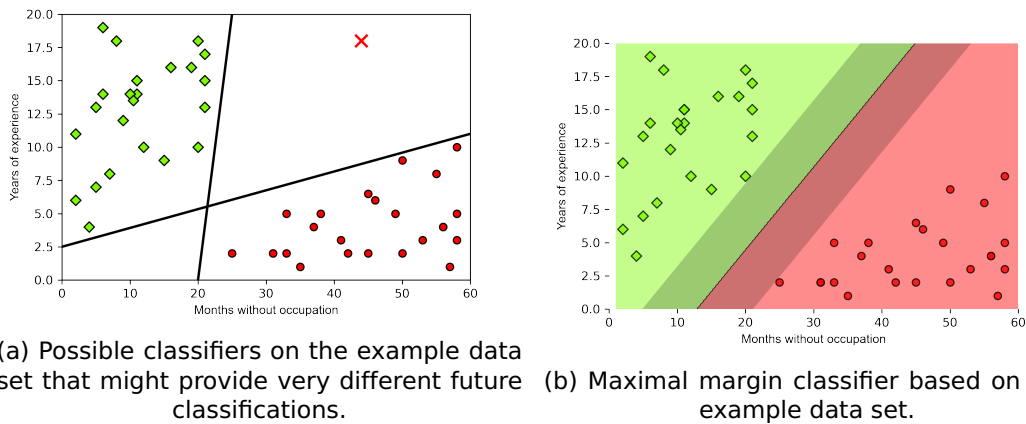 20.0
17.5
15.0
12.5
10.0
7.5
5.0
2.5
0.0
Years of experience
0 10 20 30 40 50 60
Months without occupation
(a) Possible classifiers on the example data
set that might provide very different future
classifications.
20.0
17.5
15.0
12.5
10.0
7.5
5.0
2.5
0.0
Years of experience
0 10 20 30 40 50 60
Months without occupation
(b) Maximal margin classifier based on
example data set.